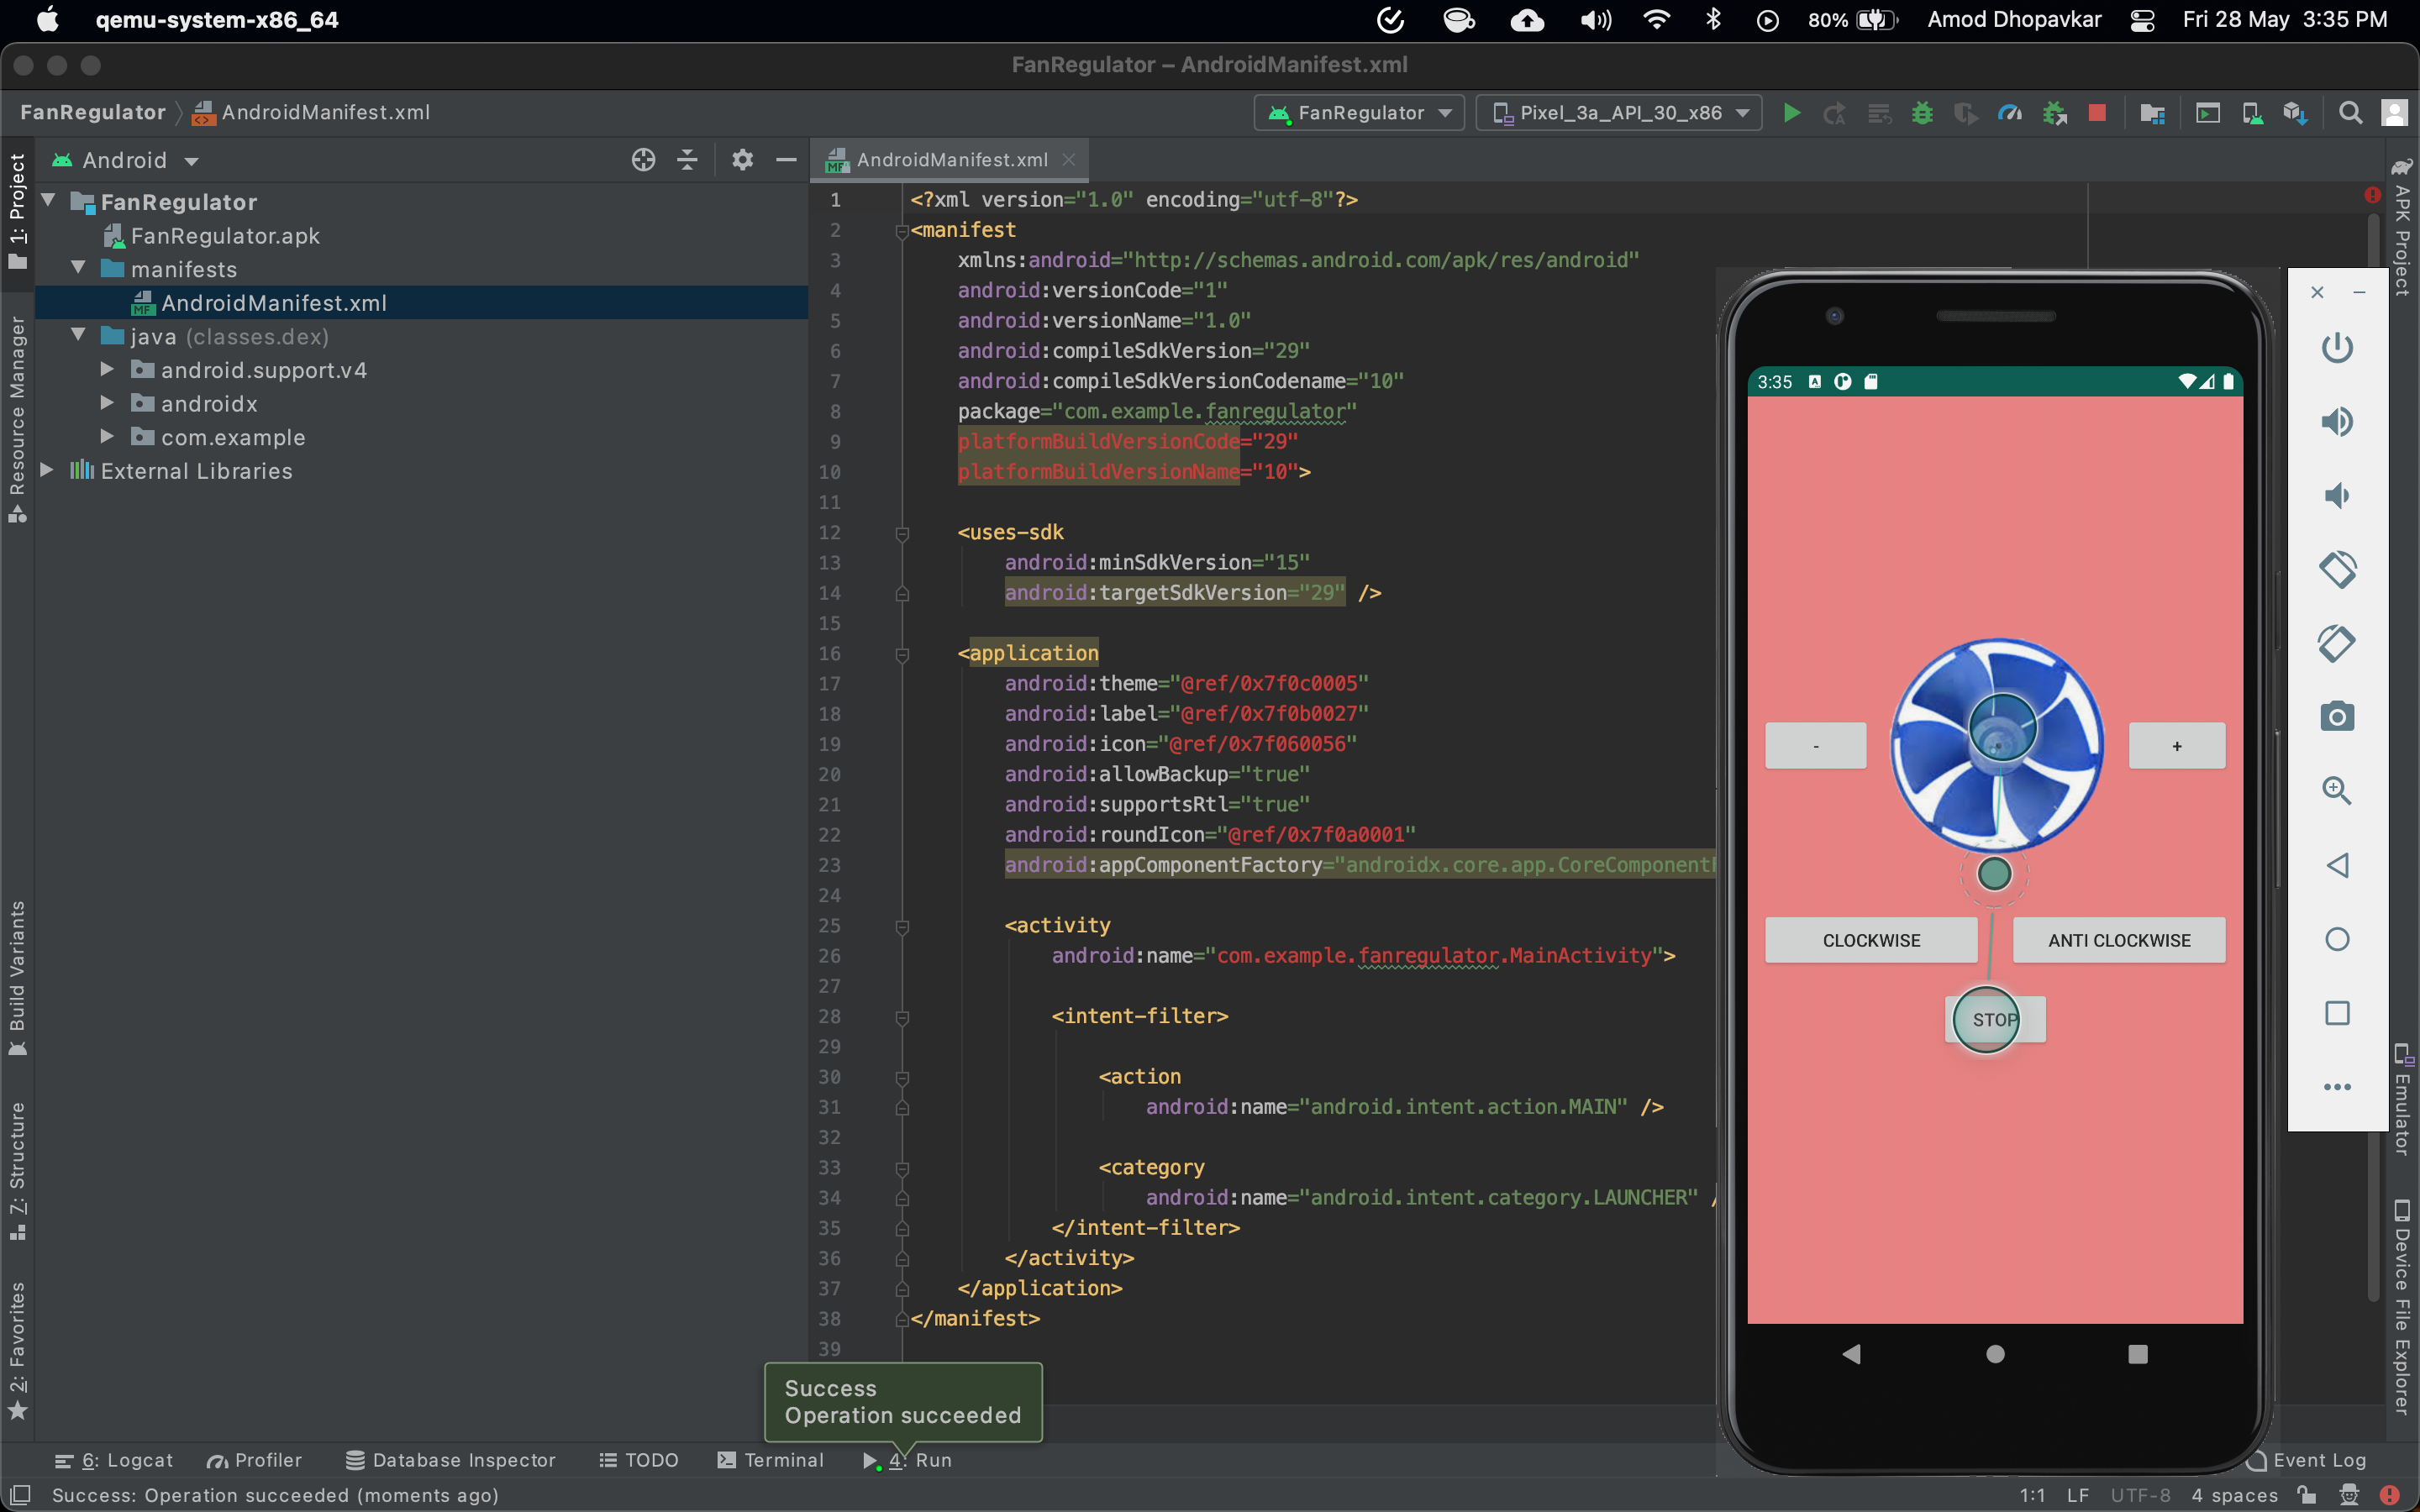 qemu-system-x86_64
80%
Amod Dhopavkar
Fri 28 May 3:35 PM
FanRegulator – AndroidManifest.xml
FanRegulator
AndroidManifest.xml
FanRegulator
Pixel_3a_API_30_x86
1: Project
Resource Manager
Build Variants
7: Structure
2: Favorites
Android
FanRegulator
FanRegulator.apk
manifests
AndroidManifest.xml
java (classes.dex)
android.support.v4
androidx
com.example
External Libraries
AndroidManifest.xml
1 <?xml version="1.0" encoding="utf-8"?>
2 <manifest
3 xmlns:android="http://schemas.android.com/apk/res/android"
4 android:versionCode="1"
5 android:versionName="1.0"
6 android:compileSdkVersion="29"
7 android:compileSdkVersionCodename="10"
8 package="com.example.fanregulator"
9 platformBuildVersionCode="29"
10 platformBuildVersionName="10">
11
12 <uses-sdk
13 android:minSdkVersion="15"
14 android:targetSdkVersion="29" />
15
16 <application
17 android:theme="@ref/0x7f0c0005"
18 android:label="@ref/0x7f0b0027"
19 android:icon="@ref/0x7f060056"
20 android:allowBackup="true"
21 android:supportsRtl="true"
22 android:roundIcon="@ref/0x7f0a0001"
23 android:appComponentFactory="androidx.core.app.CoreComponent
24
25 <activity
26 android:name="com.example.fanregulator.MainActivity">
27
28 <intent-filter>
29
30 <action
31 android:name="android.intent.action.MAIN" />
32
33 <category
34 android:name="android.intent.category.LAUNCHER" /
35 </intent-filter>
36 </activity>
37 </application>
38 </manifest>
39
3:35
-
+
CLOCKWISE
ANTI CLOCKWISE
STOP
APK Project
Emulator
Device File Explorer
Success
Operation succeeded
6: Logcat
Profiler
Database Inspector
TODO
Terminal
4: Run
Event Log
Success: Operation succeeded (moments ago)
1:1
LF
UTF-8
4 spaces